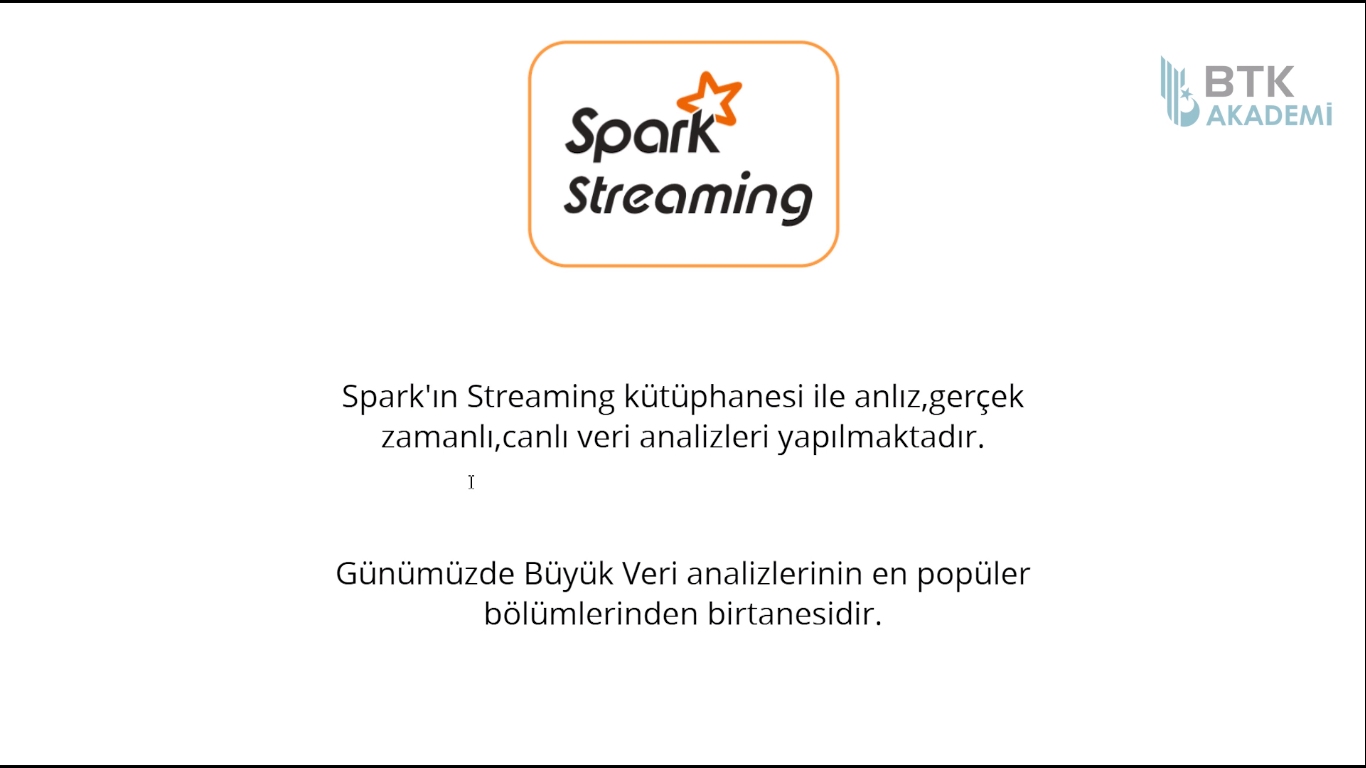 Spark
Streaming
BTK
AKADEMİ
Spark'ın Streaming kütüphanesi ile anlız,gerçek
zamanlı,canlı veri analizleri yapılmaktadır.
Günümüzde Büyük Veri analizlerinin en popüler
bölümlerinden birtanesidir.